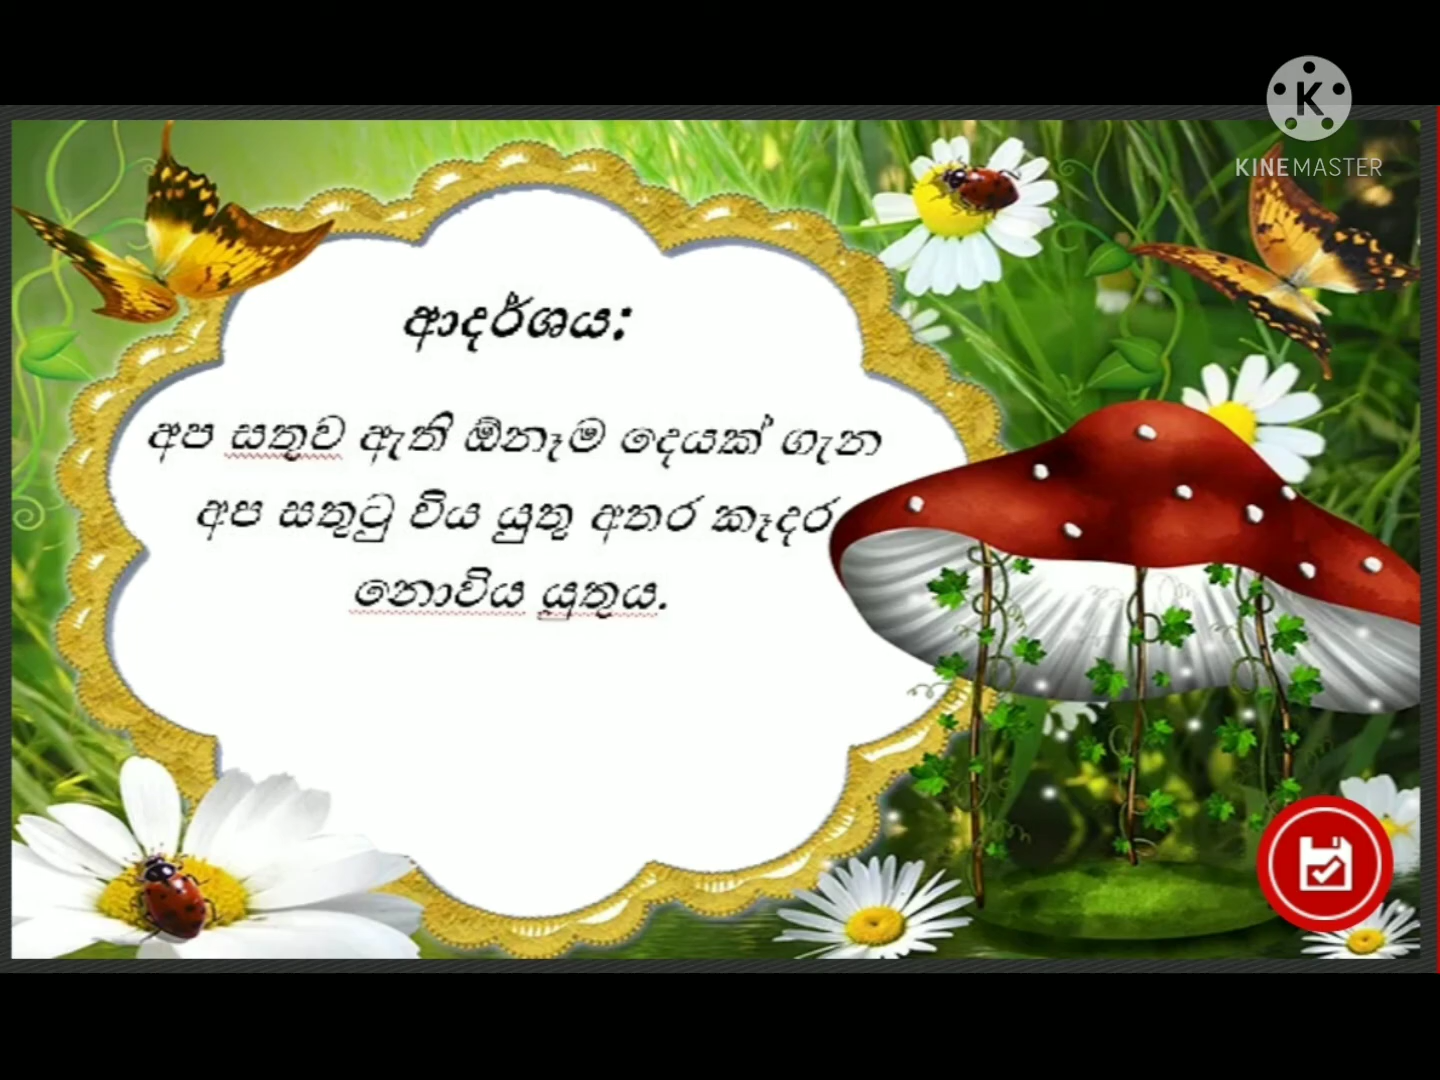 KINEMASTER
ආදර්ශය:
අප සතුව ඇති ඕනෑම දෙයක් ගැන
අප සතුටු විය යුතු අතර කෑදර
නොවිය යුතුය.